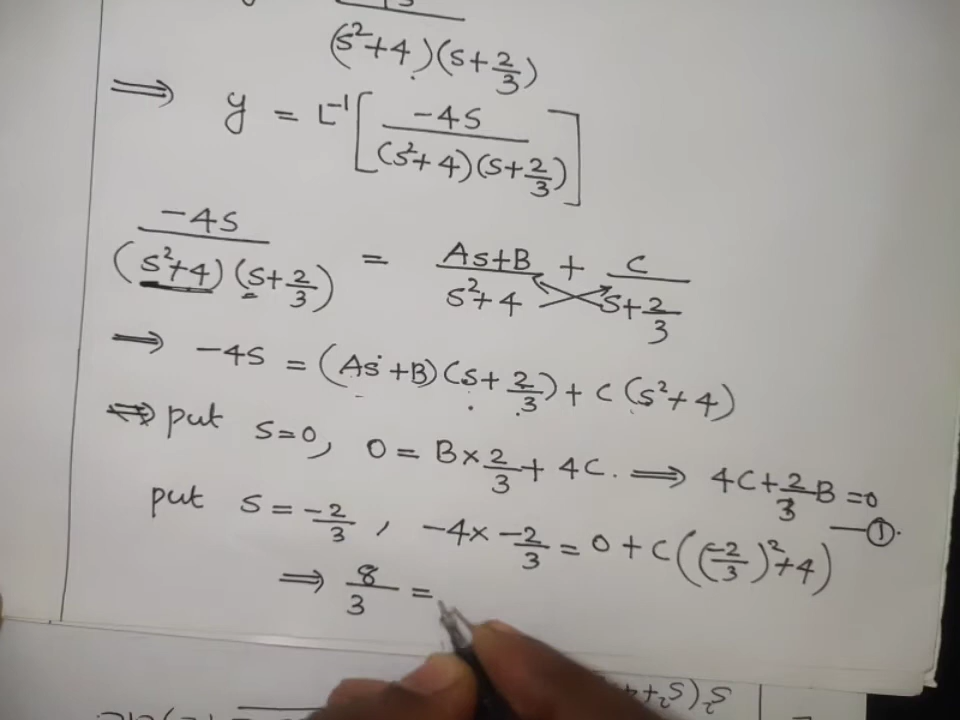 (s²+4)(s+2/3)
⟹ y = L⁻¹[-4s/((s²+4)(s+2/3))]
-4s/((s²+4)(s+2/3)) = (As+B)/(s²+4) + C/(s+2/3)
⟹ -4s = (As+B)(s+2/3) + C(s²+4)
⟹ put s=0, 0 = B×2/3 + 4C. ⟹ 4C+2/3B=0 —①.
put s=-2/3, -4×-2/3 = 0+C((-2/3)²+4)
⟹ 8/3 =